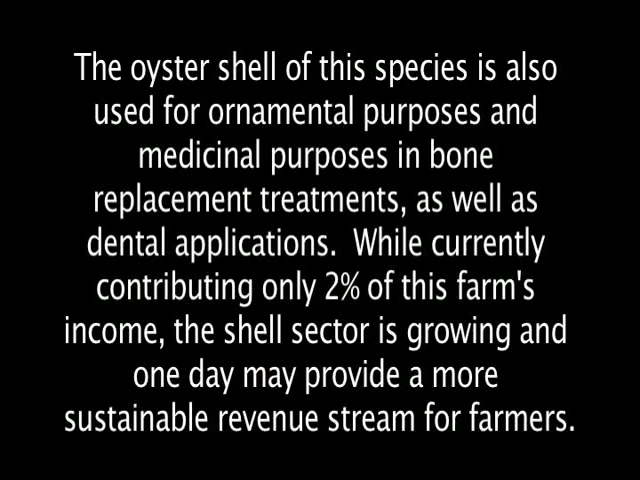 The oyster shell of this species is also
used for ornamental purposes and
medicinal purposes in bone
replacement treatments, as well as
dental applications.  While currently
contributing only 2% of this farm's
income, the shell sector is growing and
one day may provide a more
sustainable revenue stream for farmers.